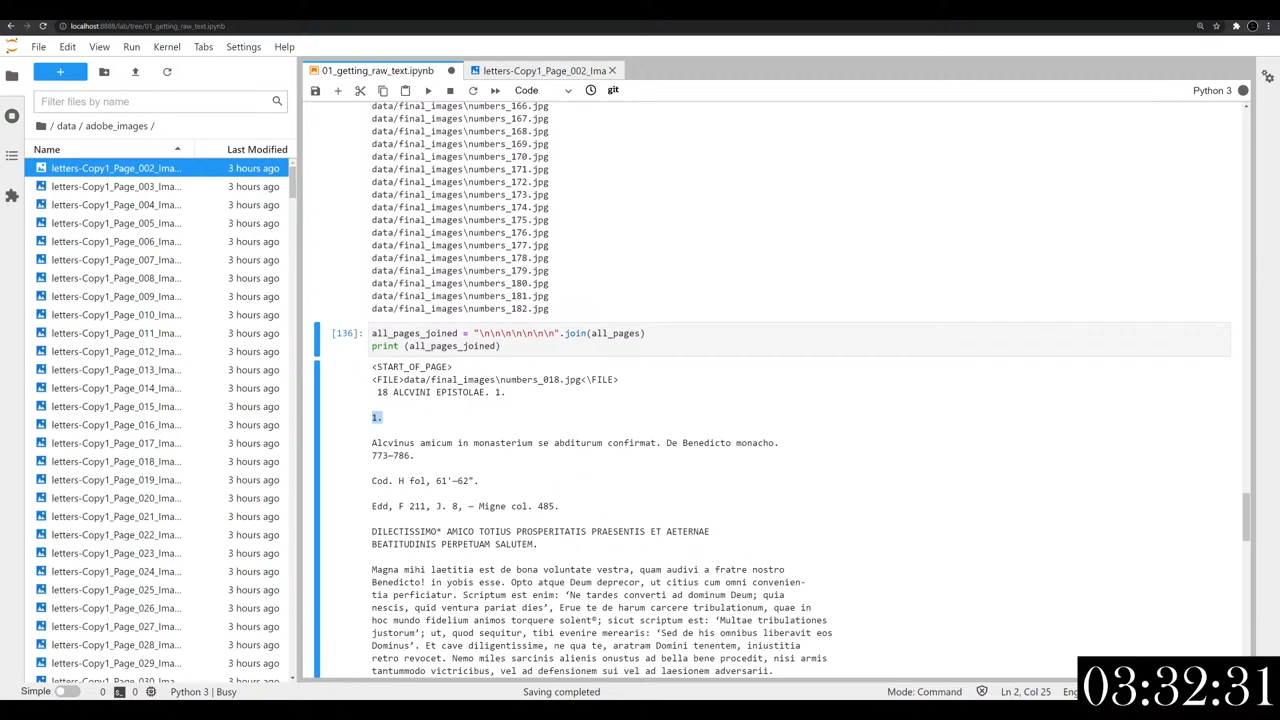 localhost:8888/lab/tree/01_getting_raw_text.ipynb
File Edit View Run Kernel Tabs Settings Help
01_getting_raw_text.ipynb
letters-Copy1_Page_002_Ima
Filter files by name
Code
git
Python 3
/ data / adobe_images /
Name Last Modified
letters-Copy1_Page_002_Ima... 3 hours ago
letters-Copy1_Page_003_Ima... 3 hours ago
letters-Copy1_Page_004_Ima... 3 hours ago
letters-Copy1_Page_005_Ima... 3 hours ago
letters-Copy1_Page_006_Ima... 3 hours ago
letters-Copy1_Page_007_Ima... 3 hours ago
letters-Copy1_Page_008_Ima... 3 hours ago
letters-Copy1_Page_009_Ima... 3 hours ago
letters-Copy1_Page_010_Ima... 3 hours ago
letters-Copy1_Page_011_Ima... 3 hours ago
letters-Copy1_Page_012_Ima... 3 hours ago
letters-Copy1_Page_013_Ima... 3 hours ago
letters-Copy1_Page_014_Ima... 3 hours ago
letters-Copy1_Page_015_Ima... 3 hours ago
letters-Copy1_Page_016_Ima... 3 hours ago
letters-Copy1_Page_017_Ima... 3 hours ago
letters-Copy1_Page_018_Ima... 3 hours ago
letters-Copy1_Page_019_Ima... 3 hours ago
letters-Copy1_Page_020_Ima... 3 hours ago
letters-Copy1_Page_021_Ima... 3 hours ago
letters-Copy1_Page_022_Ima... 3 hours ago
letters-Copy1_Page_023_Ima... 3 hours ago
letters-Copy1_Page_024_Ima... 3 hours ago
letters-Copy1_Page_025_Ima... 3 hours ago
letters-Copy1_Page_026_Ima... 3 hours ago
letters-Copy1_Page_027_Ima... 3 hours ago
letters-Copy1_Page_028_Ima... 3 hours ago
letters-Copy1_Page_029_Ima... 3 hours ago
letters-Copy1_Page_030_Ima... 3 hours ago
data/final_images\numbers_166.jpg
data/final_images\numbers_167.jpg
data/final_images\numbers_168.jpg
data/final_images\numbers_169.jpg
data/final_images\numbers_170.jpg
data/final_images\numbers_171.jpg
data/final_images\numbers_172.jpg
data/final_images\numbers_173.jpg
data/final_images\numbers_174.jpg
data/final_images\numbers_175.jpg
data/final_images\numbers_176.jpg
data/final_images\numbers_177.jpg
data/final_images\numbers_178.jpg
data/final_images\numbers_179.jpg
data/final_images\numbers_180.jpg
data/final_images\numbers_181.jpg
data/final_images\numbers_182.jpg
[136]: all_pages_joined = "\n\n\n\n\n\n\n".join(all_pages)
print (all_pages_joined)
<START_OF_PAGE>
<FILE>data/final_images\numbers_018.jpg<\FILE>
18 ALCVINI EPISTOLAE. 1.
1.
Alcvinus amicum in monasterium se abditurum confirmat. De Benedicto monacho.
773—786.
Cod. H fol, 61'—62".
Edd, F 211, J. 8, — Migne col. 485.
DILECTISSIMO* AMICO TOTIUS PROSPERITATIS PRAESENTIS ET AETERNAE
BEATITUDINIS PERPETUAM SALUTEM.
Magna mihi laetitia est de bona voluntate vestra, quam audivi a fratre nostro
Benedicto! in yobis esse. Opto atque Deum deprecor, ut citius cum omni convenien-
tia perficiatur. Scriptum est enim: ‘Ne tardes converti ad dominum Deum; quia
nescis, quid ventura pariat dies’, Erue te de harum carcere tribulationum, quae in
hoc mundo fidelium animos torquere solent®; sicut scriptum est: ‘Multae tribulationes
justorum’; ut, quod sequitur, tibi evenire merearis: ‘Sed de his omnibus liberavit eos
Dominus’. Et cave diligentissime, ne qua te, aratram Domini tenentem, iniustitia
retro revocet. Nemo miles sarcinis alienis onustus ad bella bene procedit, nisi armis
tantummodo victricibus, vel ad defensionem sui vel ad laesionem adversarii.
Simple 0 0 Python 3 | Busy
Saving completed
Mode: Command Ln 2, Col 25
03:32:31